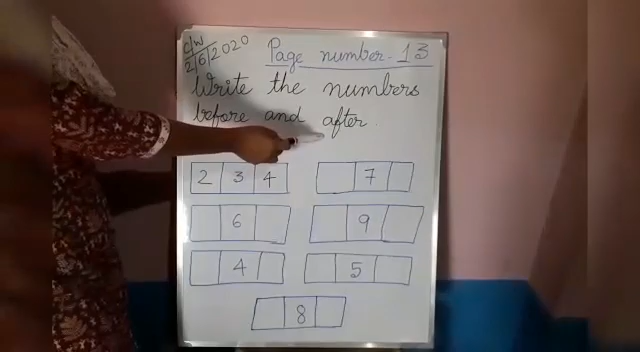 C/W
2/6/2020
Page number - 13
Write the numbers
before and after.
2 3 4
7
6
9
4
5
8